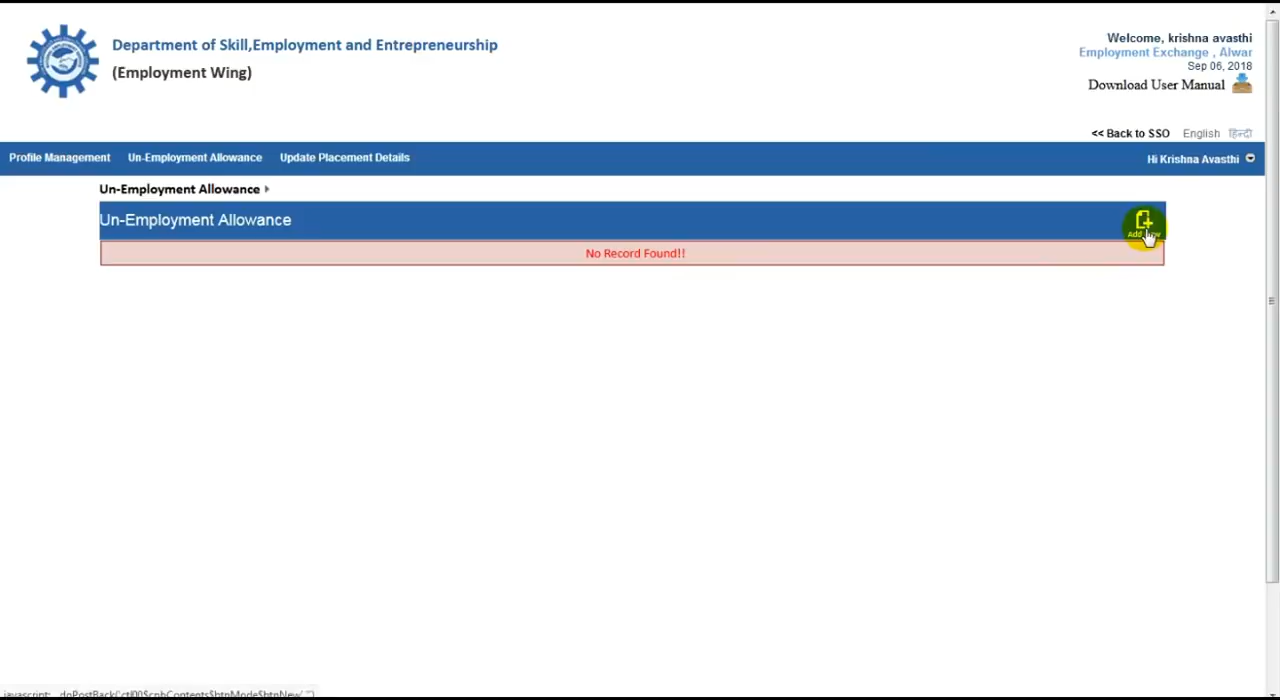 Department of Skill,Employment and Entrepreneurship
(Employment Wing)
Welcome, krishna avasthi
Employment Exchange , Alwar
Sep 06, 2018
Download User Manual
<< Back to SSO English हिन्दी
Profile Management Un-Employment Allowance Update Placement Details Hi Krishna Avasthi
Un-Employment Allowance
Un-Employment Allowance
Add
No Record Found!!